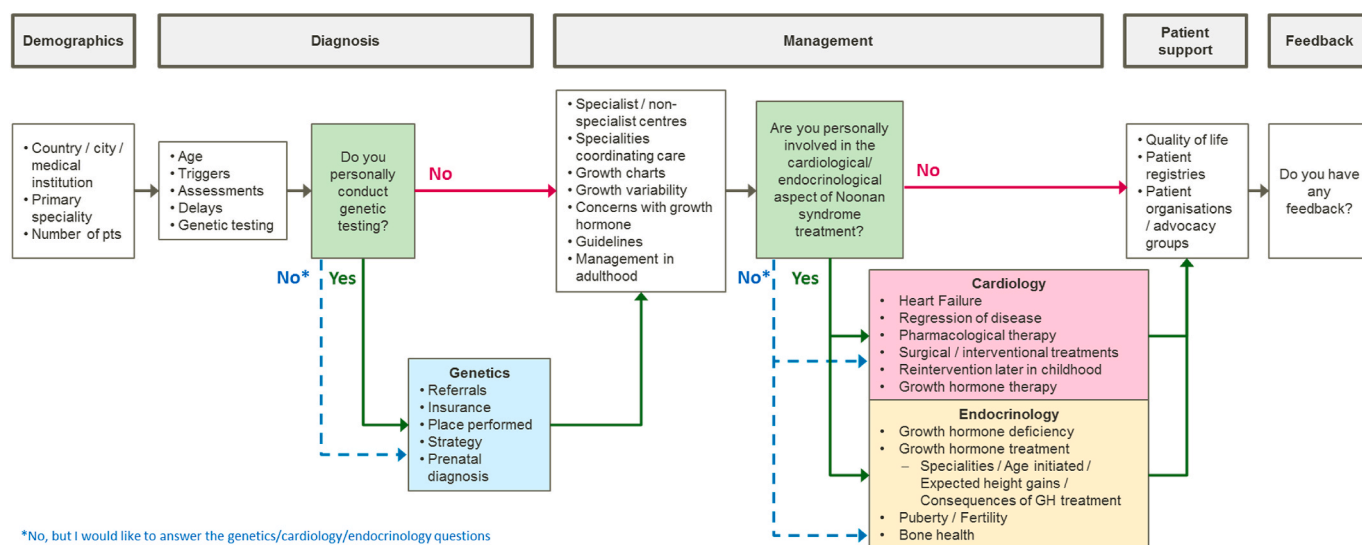 Demographics
Diagnosis
Management
Patient
support
Feedback
• Country / city /
medical
institution
• Primary
speciality
• Number of pts
• Age
• Triggers
• Assessments
• Delays
• Genetic testing
Do you
personally
conduct
genetic
testing?
No
No*
Yes
Genetics
• Referrals
• Insurance
• Place performed
• Strategy
• Prenatal
diagnosis
• Specialist / non-
specialist centres
• Specialities
coordinating care
• Growth charts
• Growth variability
• Concerns with growth
hormone
• Guidelines
• Management in
adulthood
Are you personally
involved in the
cardiological/
endocrinological
aspect of Noonan
syndrome
treatment?
No
No*
Yes
Cardiology
• Heart Failure
• Regression of disease
• Pharmacological therapy
• Surgical / interventional treatments
• Reintervention later in childhood
• Growth hormone therapy
Endocrinology
• Growth hormone deficiency
• Growth hormone treatment
– Specialities / Age initiated /
Expected height gains /
Consequences of GH treatment
• Puberty / Fertility
• Bone health
• Quality of life
• Patient
registries
• Patient
organisations
/ advocacy
groups
Do you have
any
feedback?
*No, but I would like to answer the genetics/cardiology/endocrinology questions